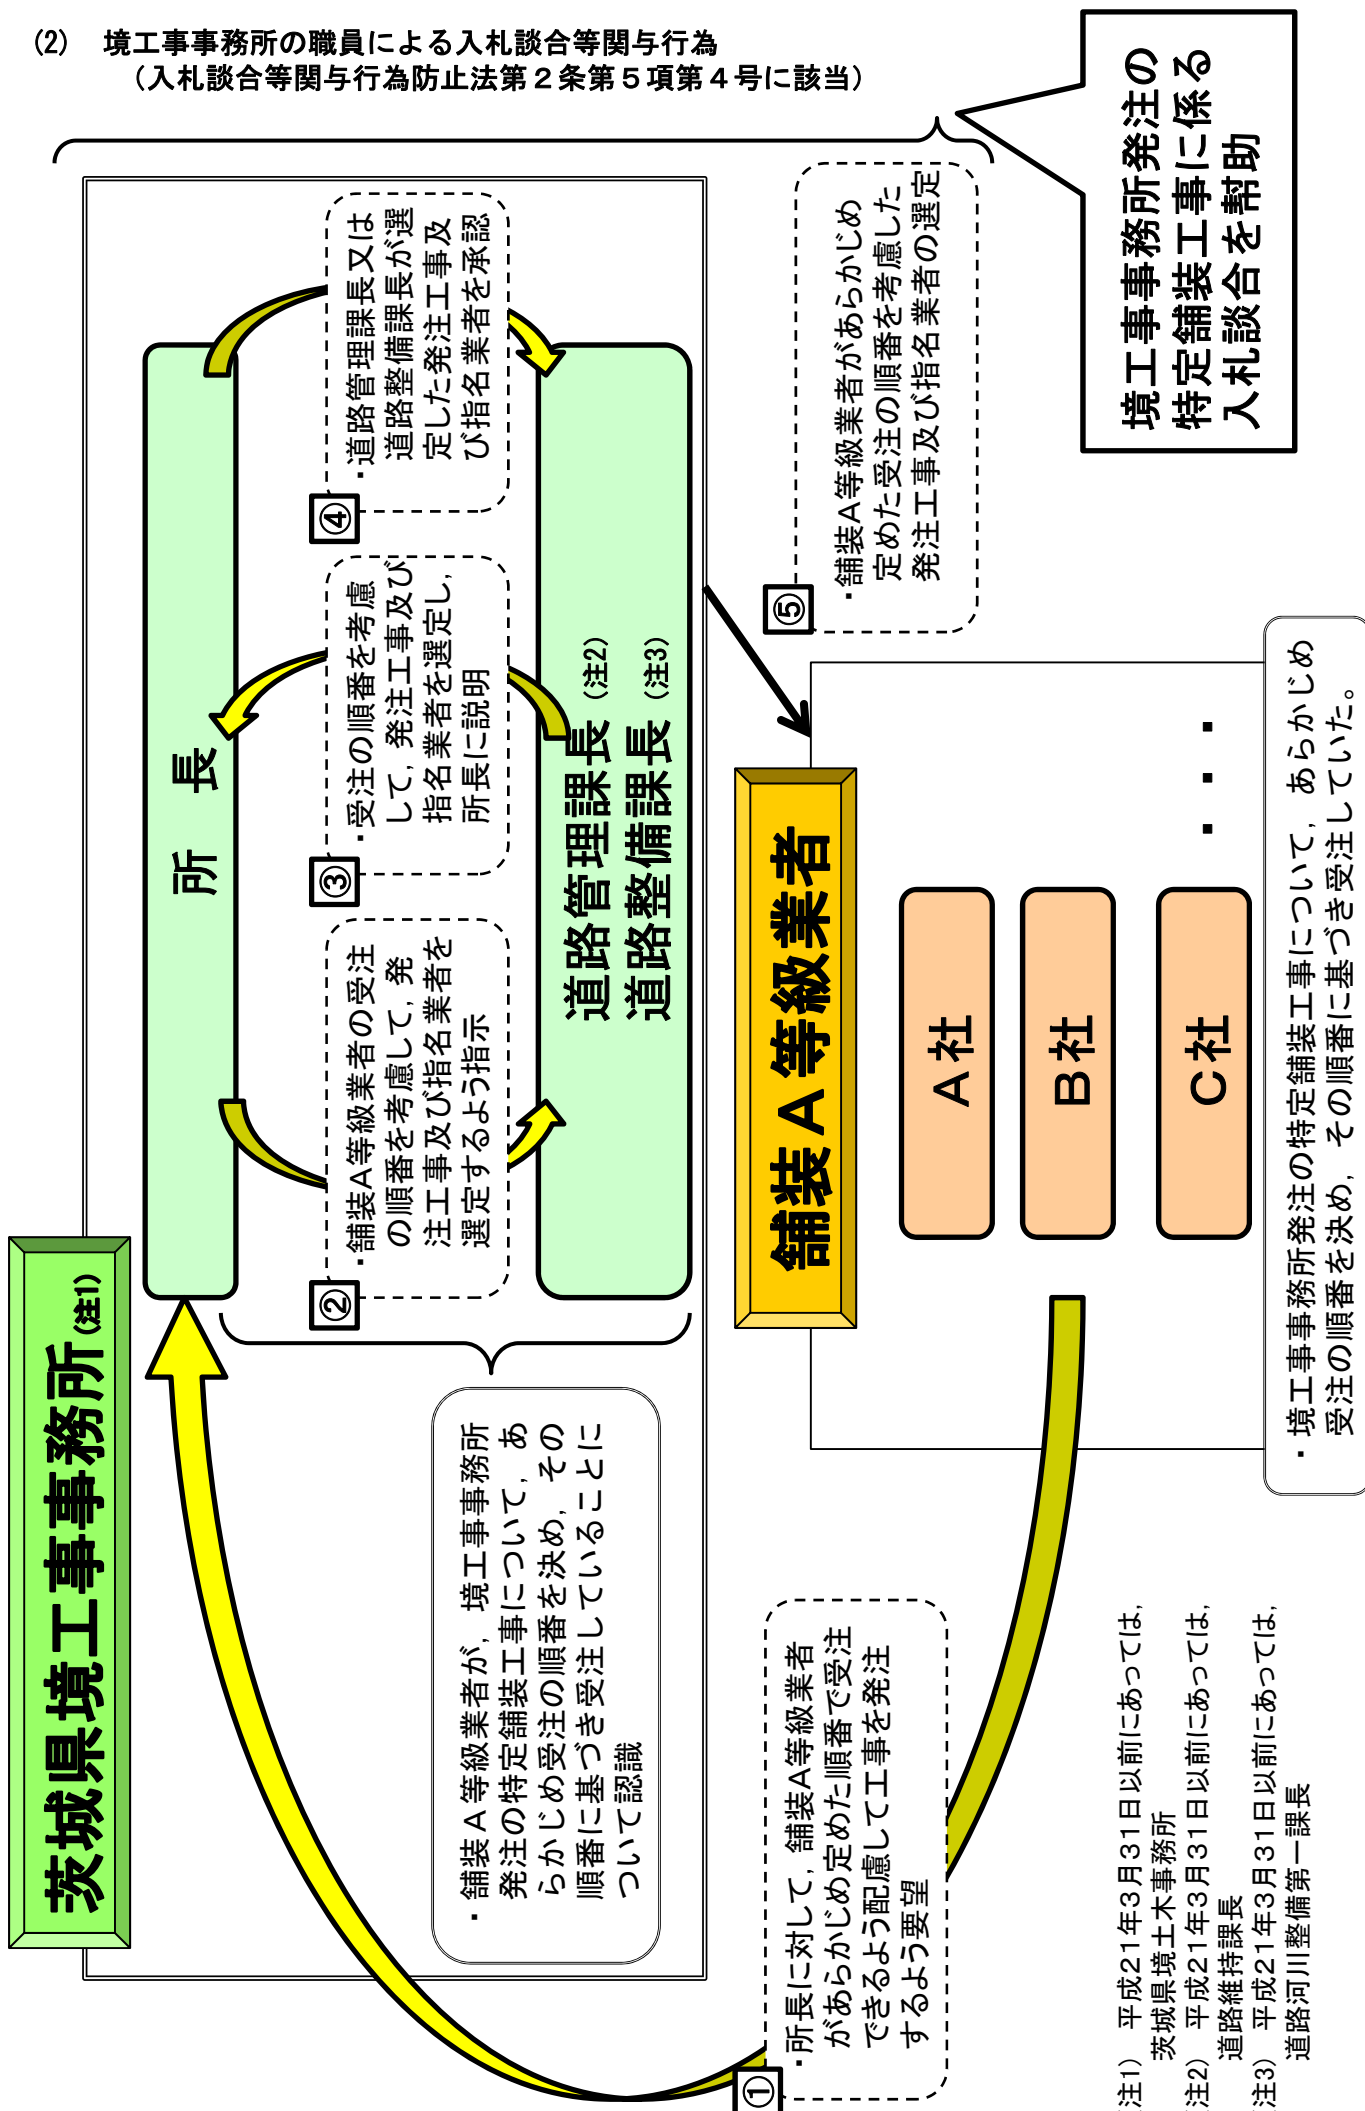 (2)　境工事事務所の職員による入札談合等関与行為
（入札談合等関与行為防止法第２条第５項第４号に該当）
茨城県境工事事務所(注1)
所　長
②
・舗装A等級業者の受注
の順番を考慮して，発
注工事及び指名業者を
選定するよう指示
③
・受注の順番を考慮
して，発注工事及び
指名業者を選定し，
所長に説明
④
・道路管理課長又は
道路整備課長が選
定した発注工事及
び指名業者を承認
道路管理課長（注2）
道路整備課長（注3）
・舗装Ａ等級業者が，境工事事務所
発注の特定舗装工事について，あ
らかじめ受注の順番を決め，その
順番に基づき受注していることに
ついて認識
①
・所長に対して，舗装A等級業者
があらかじめ定めた順番で受注
できるよう配慮して工事を発注
するよう要望
⑤
・舗装A等級業者があらかじめ
定めた受注の順番を考慮した
発注工事及び指名業者の選定
境工事事務所発注の
特定舗装工事に係る
入札談合を幇助
舗装Ａ等級業者
Ａ社
Ｂ社
Ｃ社
・・・
・境工事事務所発注の特定舗装工事について，あらかじめ
受注の順番を決め，その順番に基づき受注していた。
注1）　平成２１年３月３１日以前にあっては，
茨城県境土木事務所
注2）　平成２１年３月３１日以前にあっては，
道路維持課長
注3）　平成２１年３月３１日以前にあっては，
道路河川整備第一課長